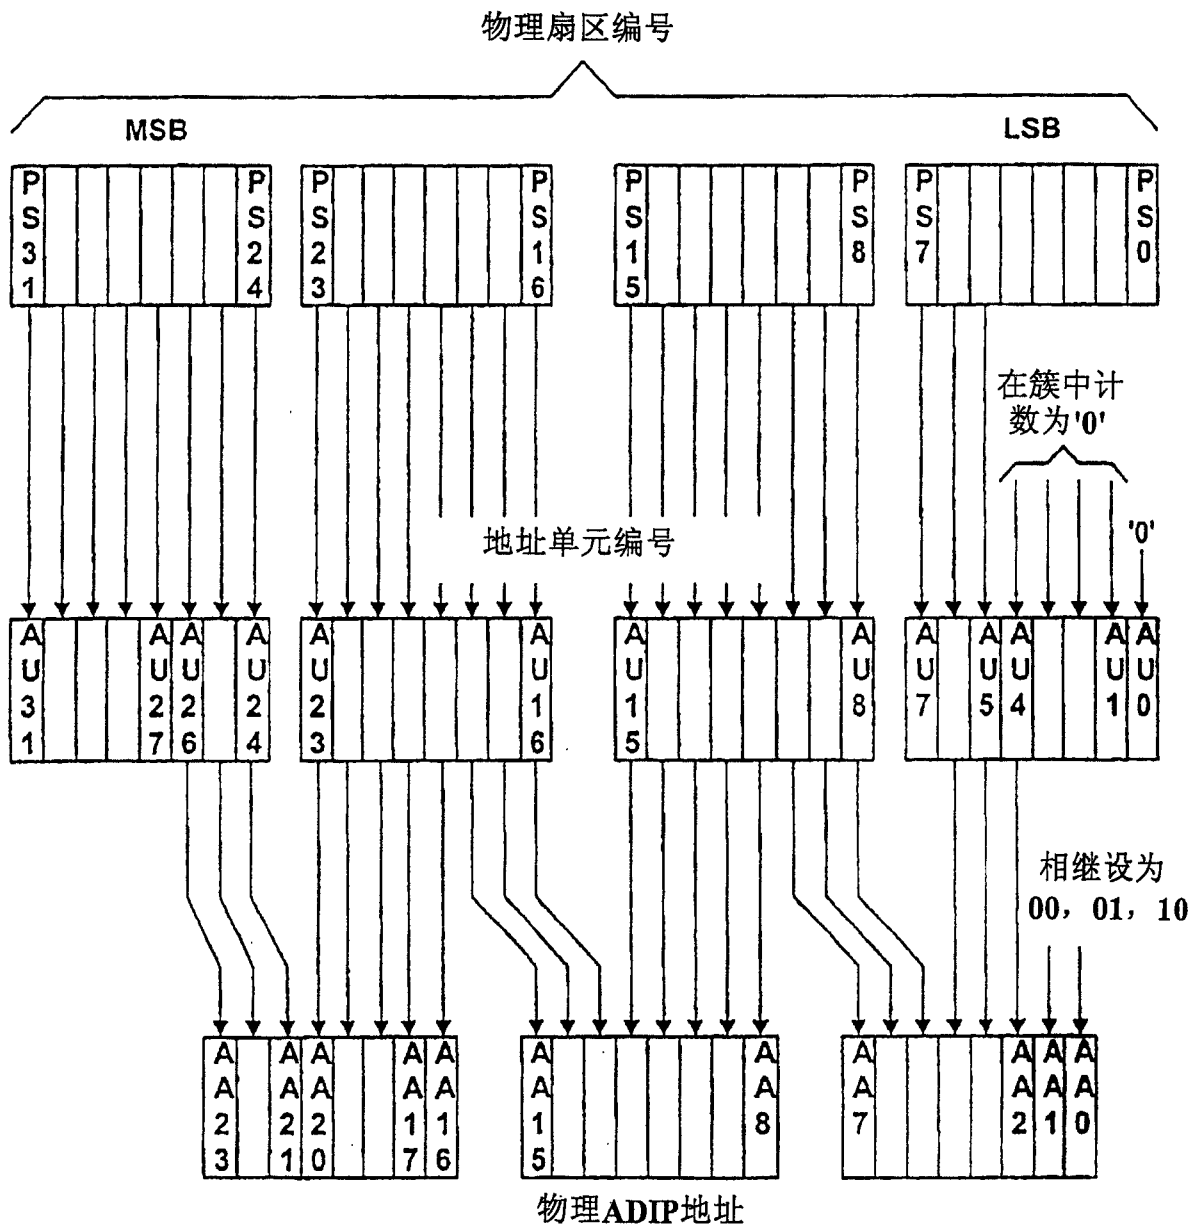 物理扇区编号
MSB
LSB
PS31
PS24
PS23
PS16
PS15
PS8
PS7
PS0
在簇中计
数为'0'
地址单元编号
'0'
AU31
AU27
AU26
AU24
AU23
AU16
AU15
AU8
AU7
AU5
AU4
AU1
AU0
相继设为
00，01，10
AA23
AA21
AA20
AA17
AA16
AA15
AA8
AA7
AA2
AA1
AA0
物理ADIP地址